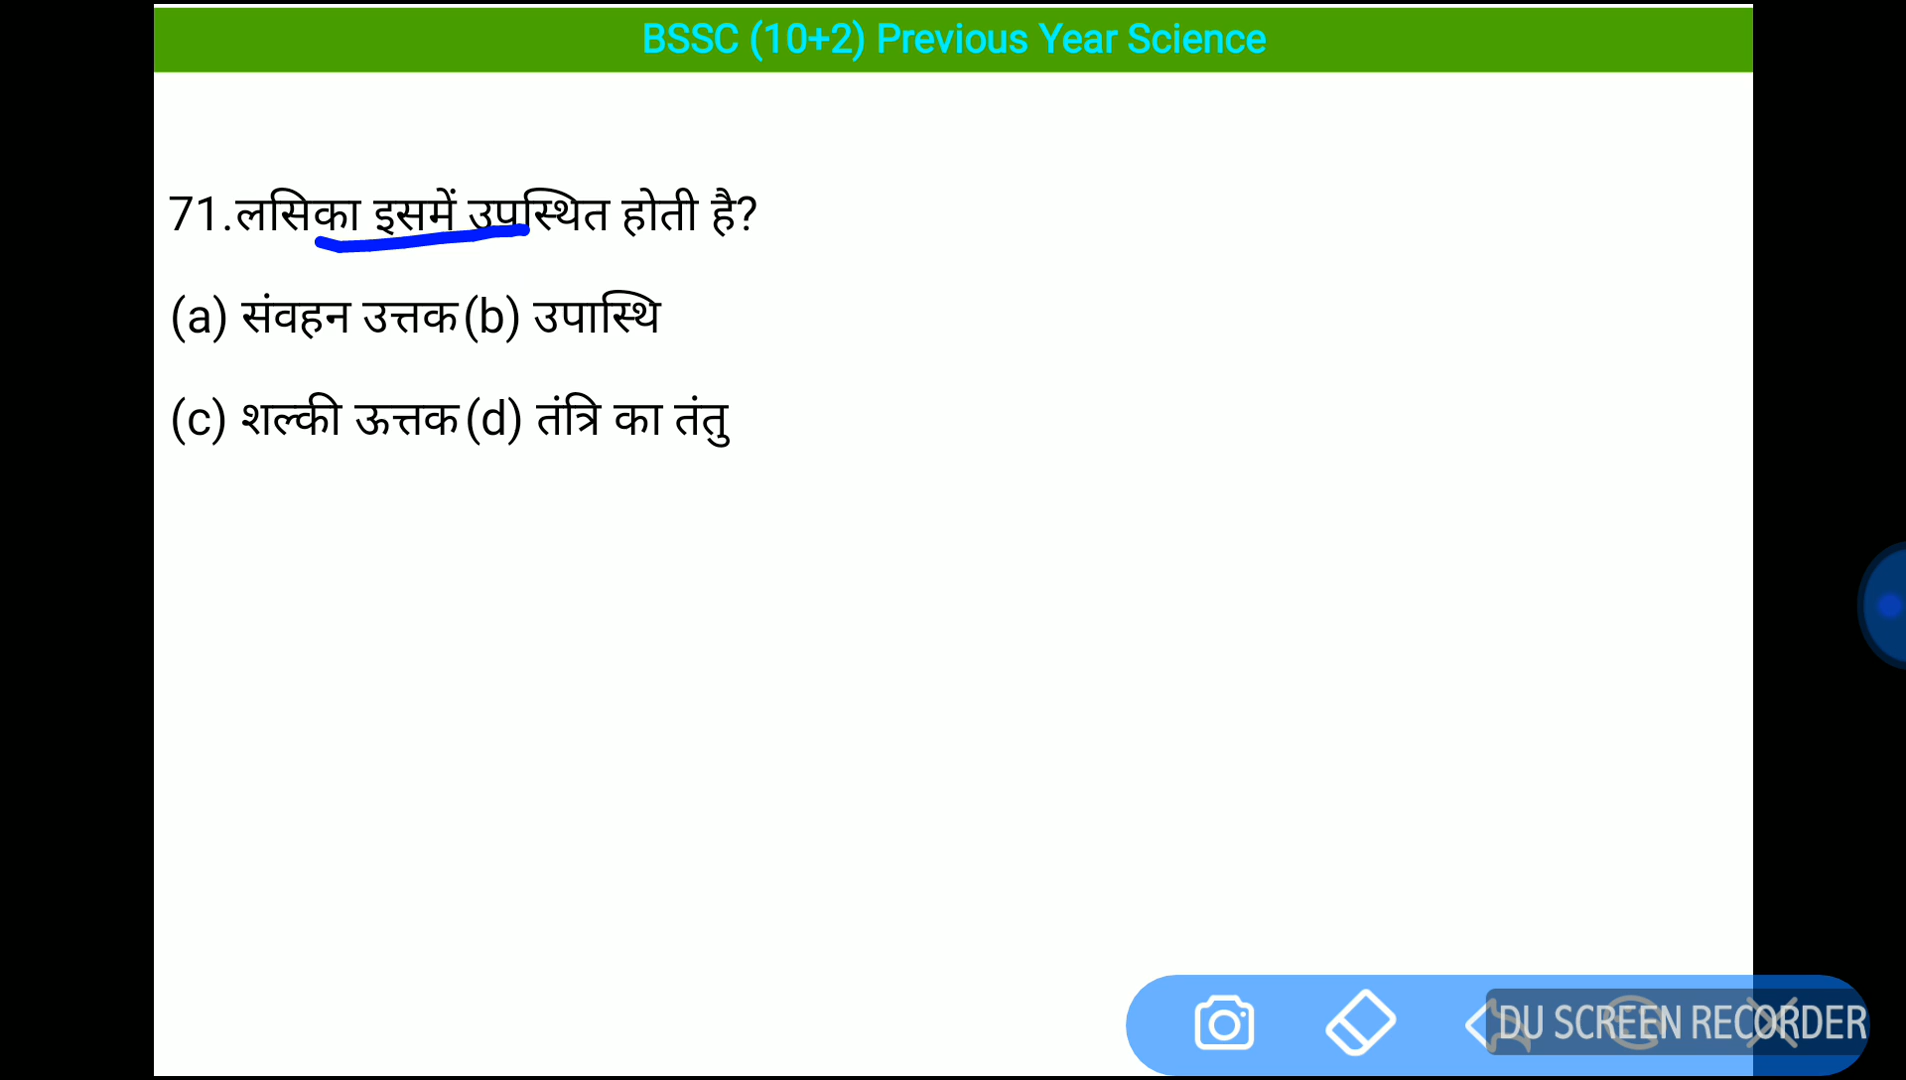 BSSC (10+2) Previous Year Science
71.लसिका इसमें उपस्थित होती है?
(a) संवहन उत्तक (b) उपास्थि
(c) शल्की ऊत्तक (d) तंत्रि का तंतु
DU SCREEN RECORDER